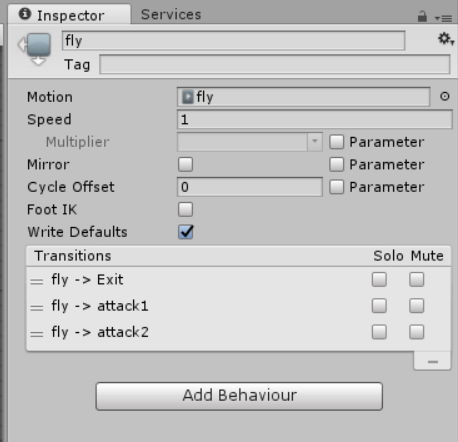 Inspector Services
fly
Tag
Motion fly
Speed 1
Multiplier Parameter
Mirror Parameter
Cycle Offset 0 Parameter
Foot IK
Write Defaults
Transitions Solo Mute
fly -> Exit
fly -> attack1
fly -> attack2
Add Behaviour